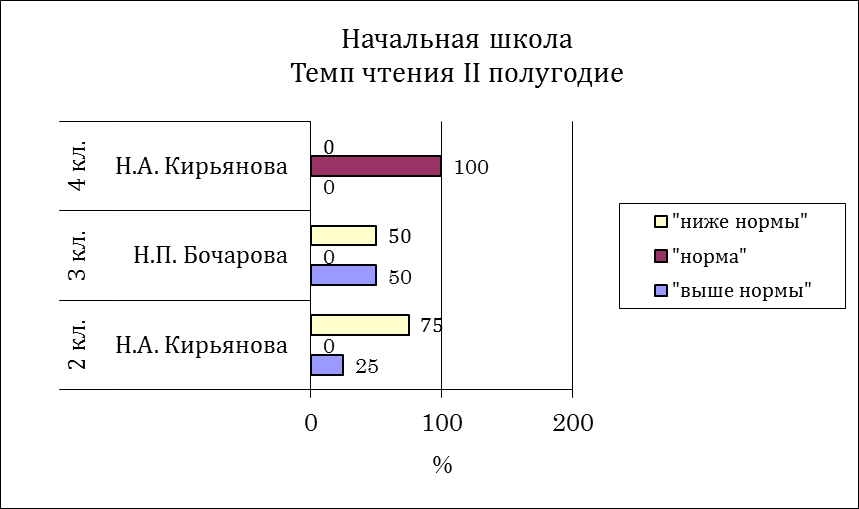 Начальная школа
Темп чтения II полугодие
4 кл.
Н.А. Кирьянова
0
100
0
3 кл.
Н.П. Бочарова
50
0
50
2 кл.
Н.А. Кирьянова
75
0
25
0 100 200
%
"ниже нормы"
"норма"
"выше нормы"